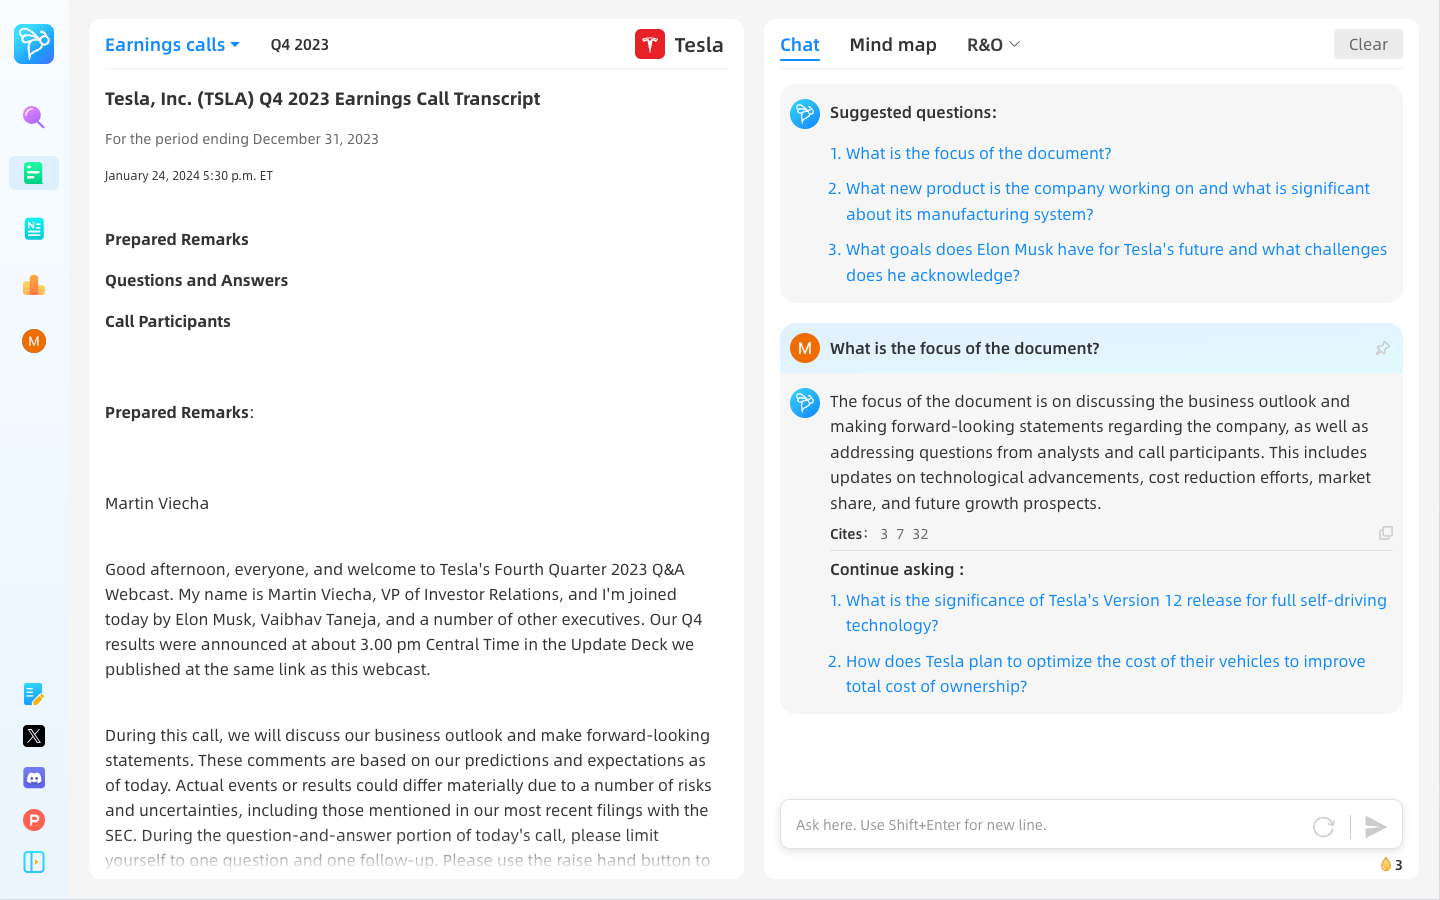 Earnings calls
Q4 2023
Tesla
Tesla, Inc. (TSLA) Q4 2023 Earnings Call Transcript
For the period ending December 31, 2023
January 24, 2024 5:30 p.m. ET
Prepared Remarks
Questions and Answers
Call Participants
Prepared Remarks:
Martin Viecha
Good afternoon, everyone, and welcome to Tesla's Fourth Quarter 2023 Q&A
Webcast. My name is Martin Viecha, VP of Investor Relations, and I'm joined
today by Elon Musk, Vaibhav Taneja, and a number of other executives. Our Q4
results were announced at about 3.00 pm Central Time in the Update Deck we
published at the same link as this webcast.
During this call, we will discuss our business outlook and make forward-looking
statements. These comments are based on our predictions and expectations as
of today. Actual events or results could differ materially due to a number of risks
and uncertainties, including those mentioned in our most recent filings with the
SEC. During the question-and-answer portion of today's call, please limit
yourself to one question and one follow-up. Please use the raise hand button to
Chat
Mind map
R&O
Clear
Suggested questions:
1. What is the focus of the document?
2. What new product is the company working on and what is significant
about its manufacturing system?
3. What goals does Elon Musk have for Tesla's future and what challenges
does he acknowledge?
M
What is the focus of the document?
The focus of the document is on discussing the business outlook and
making forward-looking statements regarding the company, as well as
addressing questions from analysts and call participants. This includes
updates on technological advancements, cost reduction efforts, market
share, and future growth prospects.
Cites: 3 7 32
Continue asking :
1. What is the significance of Tesla's Version 12 release for full self-driving
technology?
2. How does Tesla plan to optimize the cost of their vehicles to improve
total cost of ownership?
Ask here. Use Shift+Enter for new line.
3
M